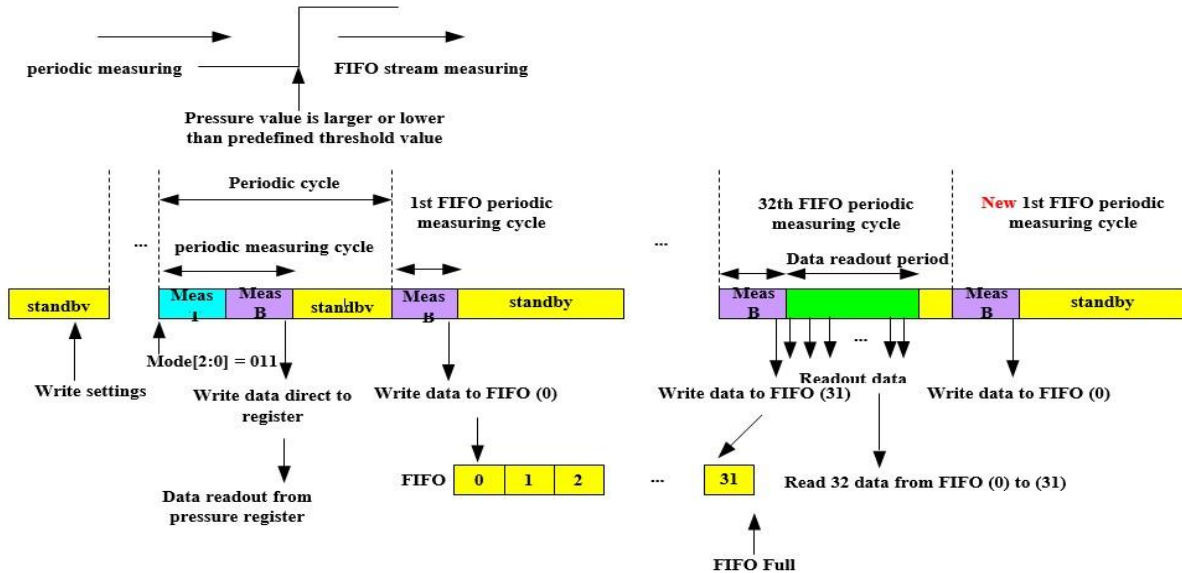 periodic measuring
FIFO stream measuring
Pressure value is larger or lower
than predefined threshold value
Periodic cycle
1st FIFO periodic
measuring cycle
32th FIFO periodic
measuring cycle
New 1st FIFO periodic
measuring cycle
...
periodic measuring cycle
...
Data readout period
standby
Meas
T
Meas
B
standby
Meas
B
standby
Meas
B
Meas
B
standby
Mode[2:0] = 011
...
Write settings
Write data direct to
register
Write data to FIFO (0)
Readout data
Write data to FIFO (31)
Write data to FIFO (0)
Data readout from
pressure register
FIFO
0
1
2
...
31
Read 32 data from FIFO (0) to (31)
FIFO Full